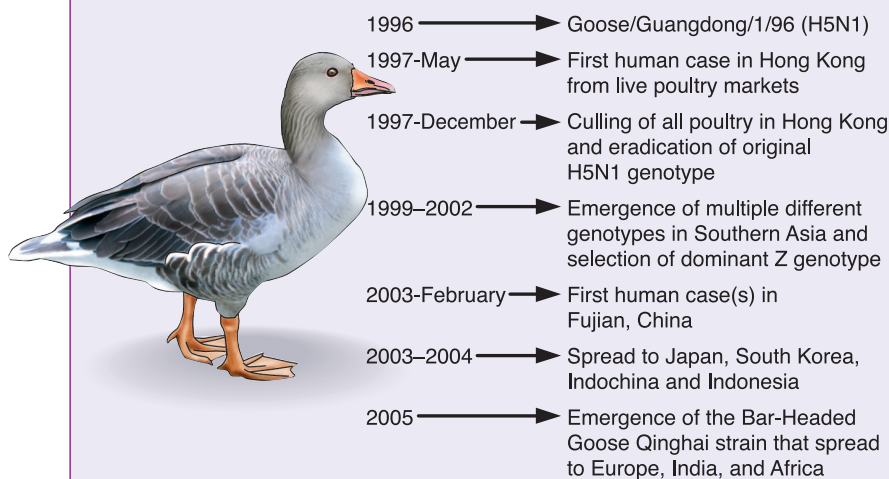 1996 Goose/Guangdong/1/96 (H5N1)
1997-May First human case in Hong Kong
from live poultry markets
1997-December Culling of all poultry in Hong Kong
and eradication of original
H5N1 genotype
1999–2002 Emergence of multiple different
genotypes in Southern Asia and
selection of dominant Z genotype
2003-February First human case(s) in
Fujian, China
2003–2004 Spread to Japan, South Korea,
Indochina and Indonesia
2005 Emergence of the Bar-Headed
Goose Qinghai strain that spread
to Europe, India, and Africa